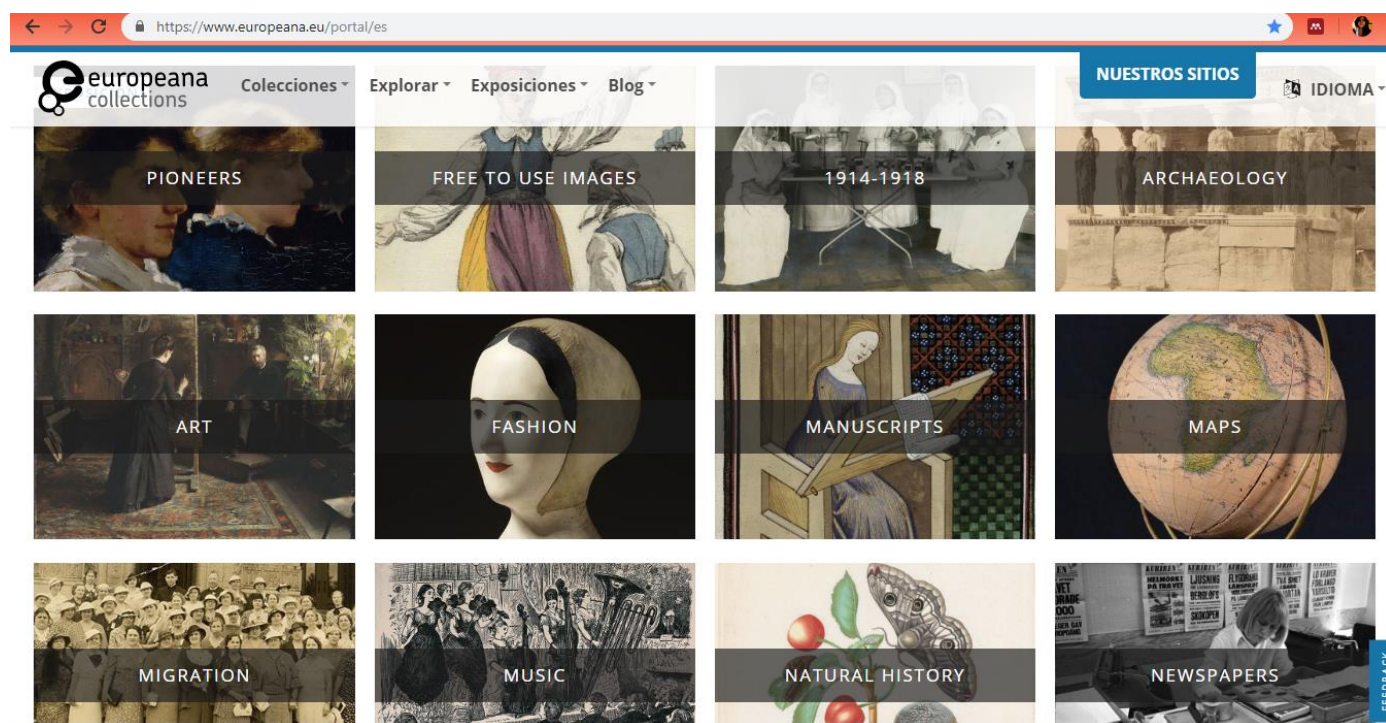 https://www.europeana.eu/portal/es
europeana
collections
Colecciones
Explorar
Exposiciones
Blog
NUESTROS SITIOS
IDIOMA
PIONEERS
FREE TO USE IMAGES
1914-1918
ARCHAEOLOGY
ART
FASHION
MANUSCRIPTS
MAPS
MIGRATION
MUSIC
NATURAL HISTORY
NEWSPAPERS
FEEDBACK